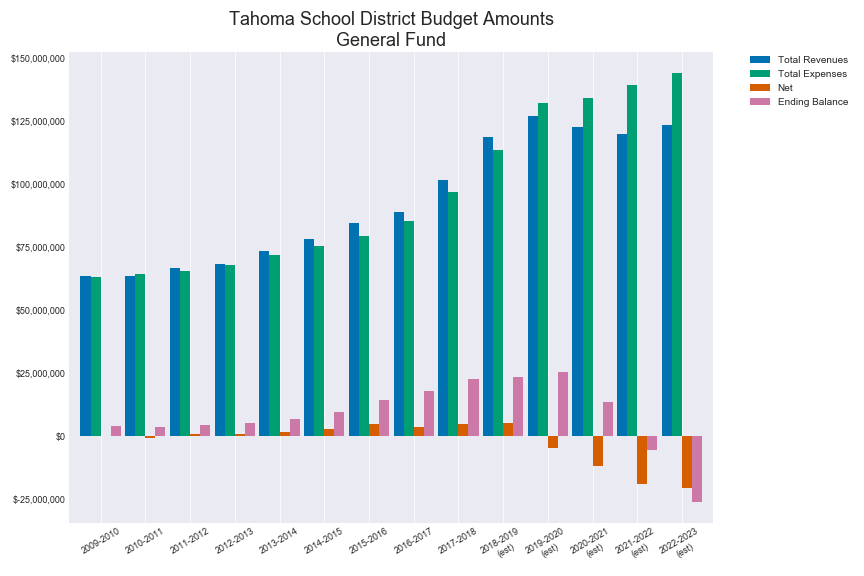 Tahoma School District Budget Amounts
General Fund
Total Revenues
Total Expenses
Net
Ending Balance
$150,000,000
$125,000,000
$100,000,000
$75,000,000
$50,000,000
$25,000,000
$0
$-25,000,000
2009-2010
2010-2011
2011-2012
2012-2013
2013-2014
2014-2015
2015-2016
2016-2017
2017-2018
2018-2019
(est)
2019-2020
(est)
2020-2021
(est)
2021-2022
(est)
2022-2023
(est)